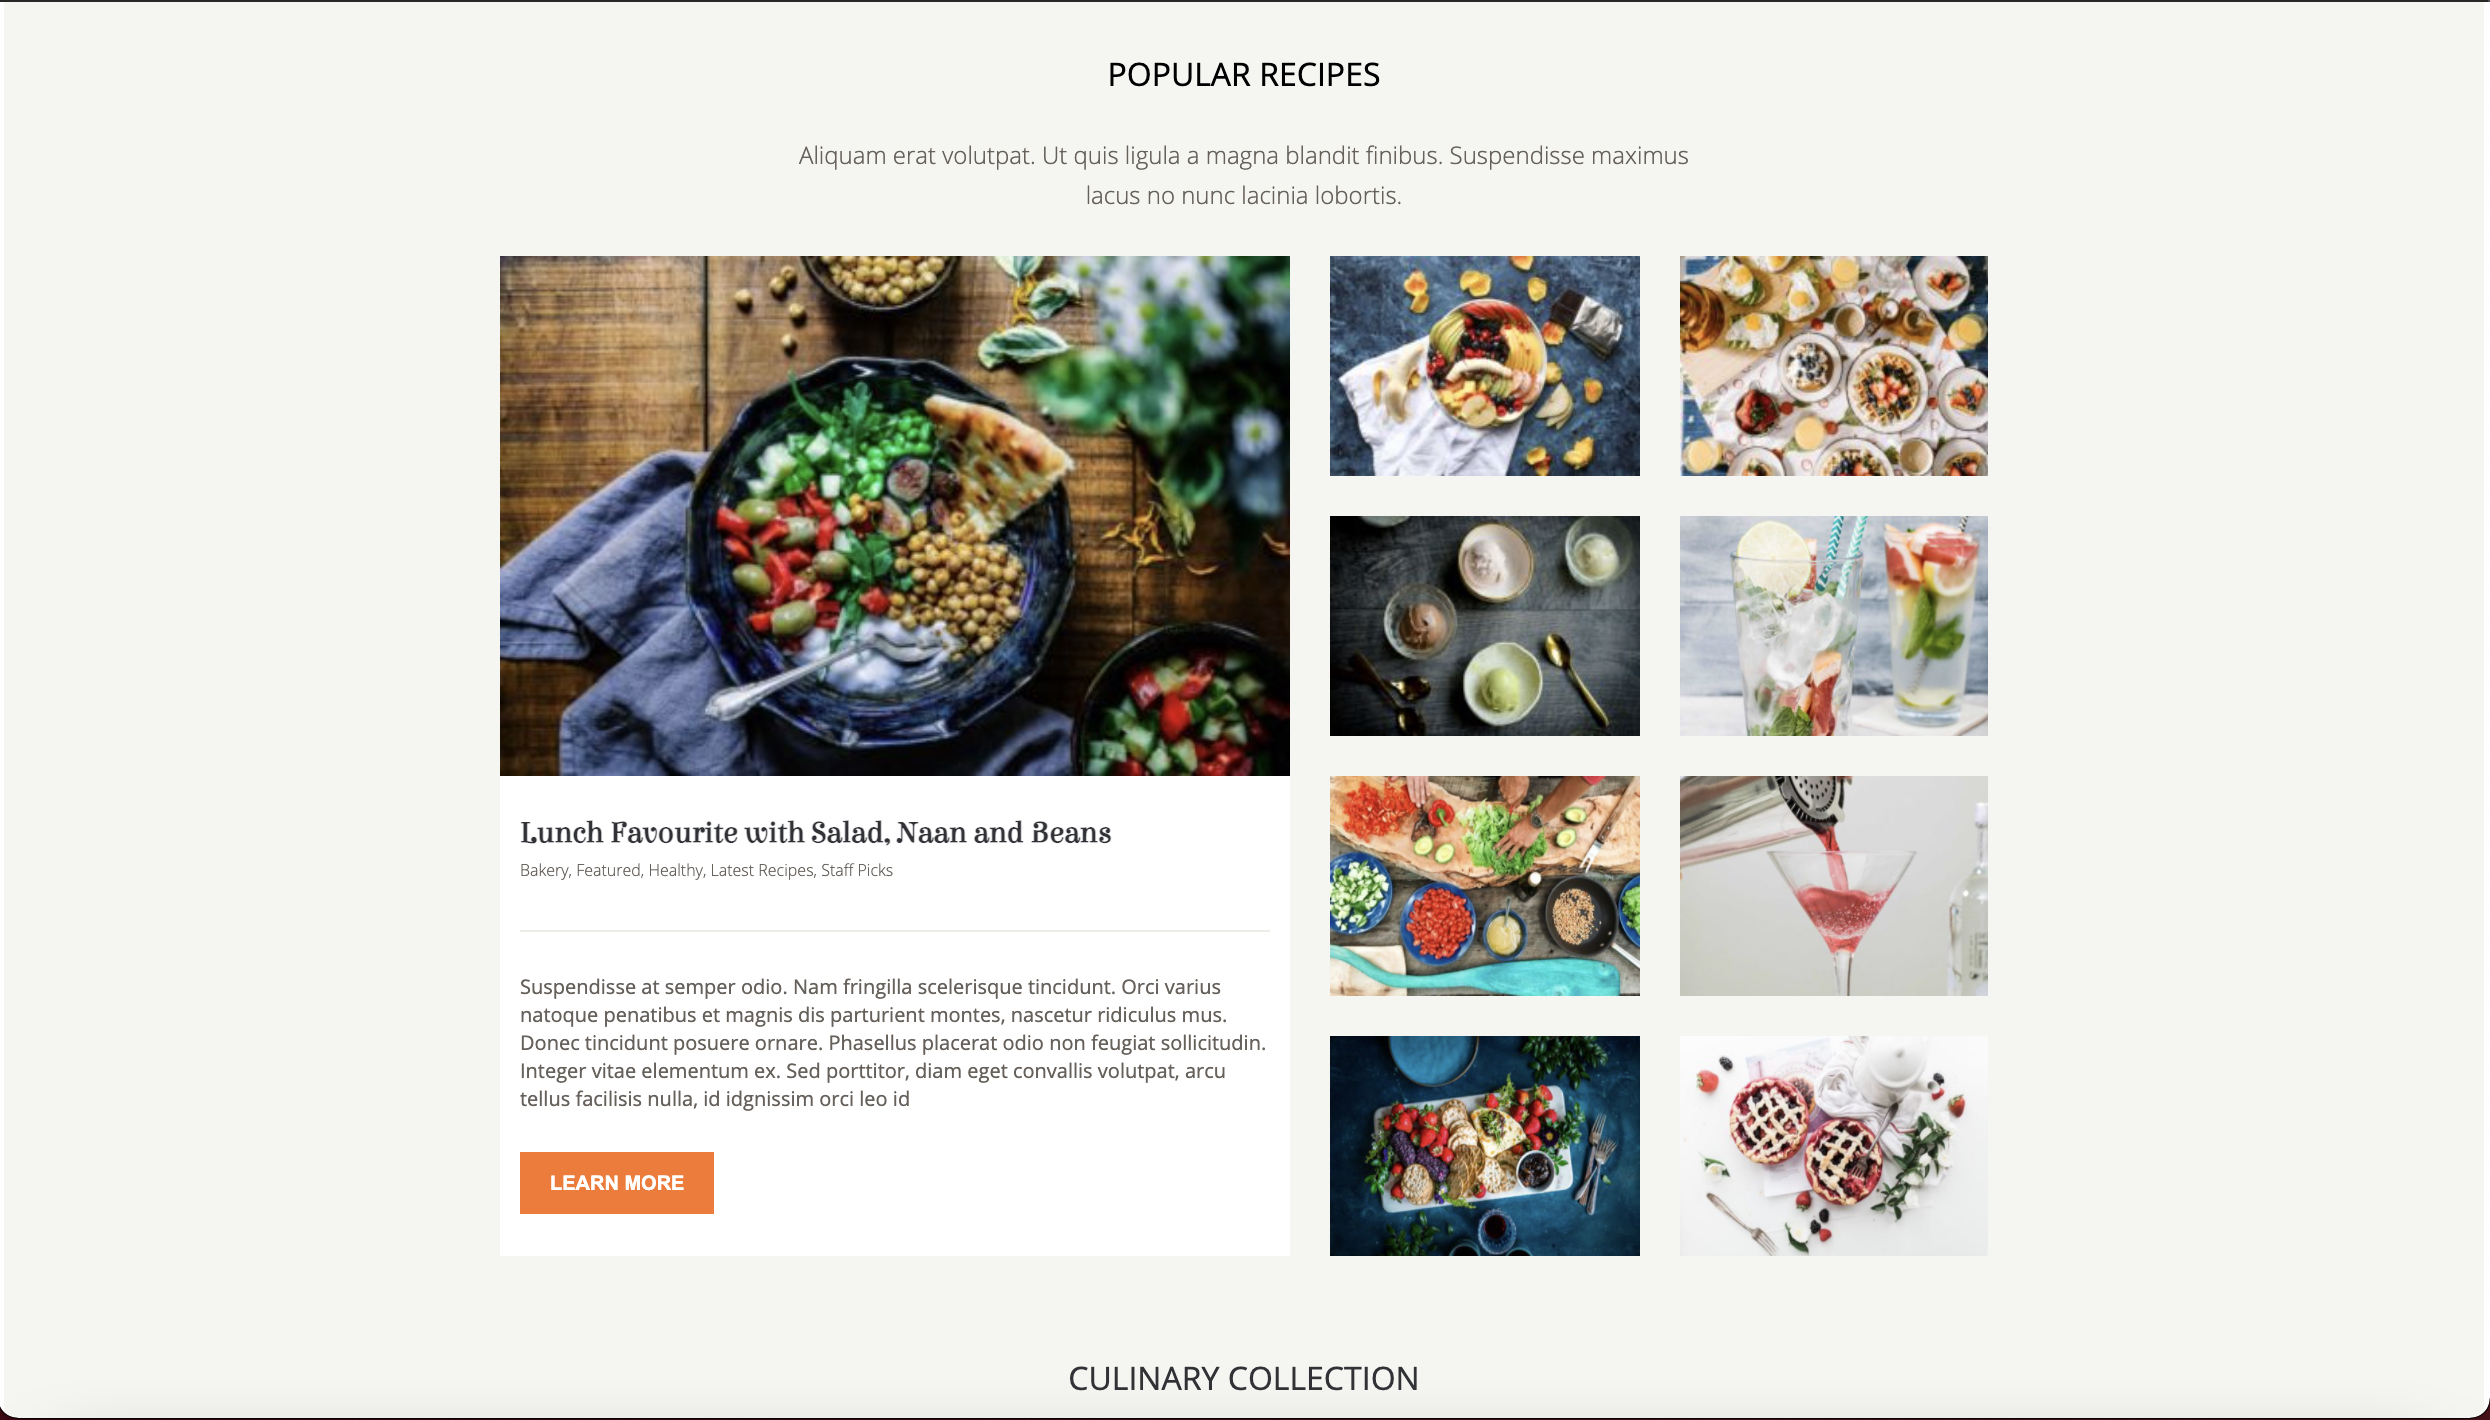 POPULAR RECIPES
Aliquam erat volutpat. Ut quis ligula a magna blandit finibus. Suspendisse maximus
lacus no nunc lacinia lobortis.
Lunch Favourite with Salad, Naan and Beans
Bakery, Featured, Healthy, Latest Recipes, Staff Picks
Suspendisse at semper odio. Nam fringilla scelerisque tincidunt. Orci varius
natoque penatibus et magnis dis parturient montes, nascetur ridiculus mus.
Donec tincidunt posuere ornare. Phasellus placerat odio non feugiat sollicitudin.
Integer vitae elementum ex. Sed porttitor, diam eget convallis volutpat, arcu
tellus facilisis nulla, id idgnissim orci leo id
LEARN MORE
CULINARY COLLECTION